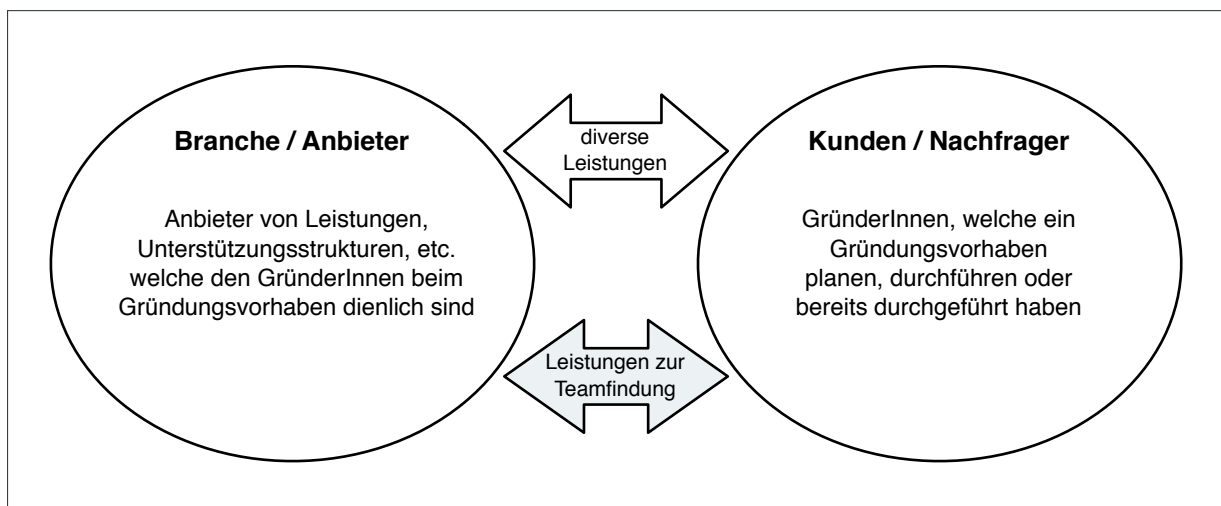 Branche / Anbieter
Anbieter von Leistungen,
Unterstützungsstrukturen, etc.
welche den GründerInnen beim
Gründungsvorhaben dienlich sind
diverse
Leistungen
Leistungen zur
Teamfindung
Kunden / Nachfrager
GründerInnen, welche ein
Gründungsvorhaben
planen, durchführen oder
bereits durchgeführt haben